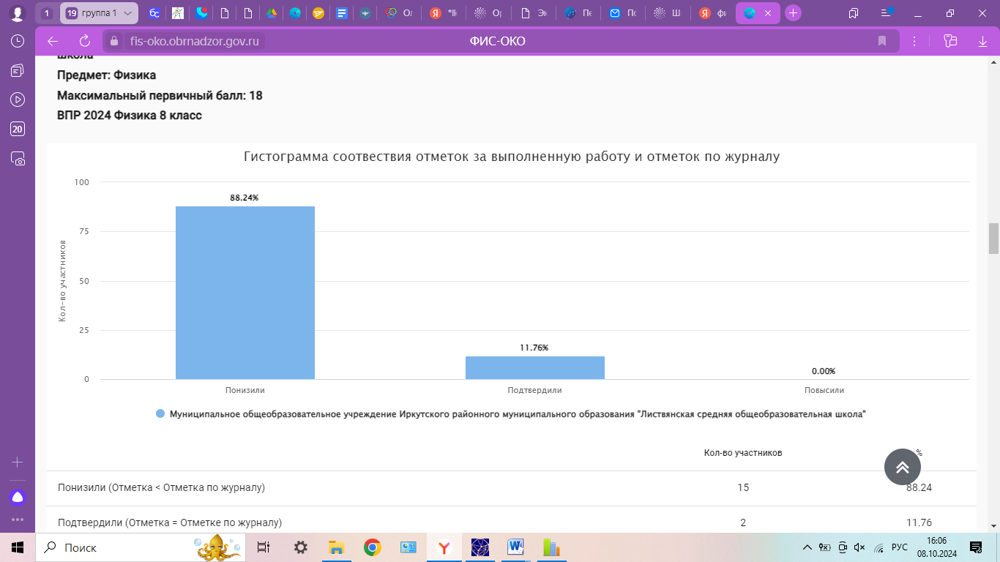 1
19 группа 1
Ол
*Ik
Ор
Эк
Пе
По
Ш
фи
fis-oko.obrnadzor.gov.ru
ФИС-ОКО
школа
Предмет: Физика
Максимальный первичный балл: 18
ВПР 2024 Физика 8 класс
20
Гистограмма соотвествия отметок за выполненную работу и отметок по журналу
Кол-во участников
100
75
50
25
0
88.24%
11.76%
0.00%
Понизили
Подтвердили
Повысили
Муниципальное общеобразовательное учреждение Иркутского районного муниципального образования "Листвянская средняя общеобразовательная школа"
Кол-во участников %
Понизили (Отметка < Отметка по журналу) 15 88.24
Подтвердили (Отметка = Отметке по журналу) 2 11.76
Поиск
РУС
16:06
08.10.2024